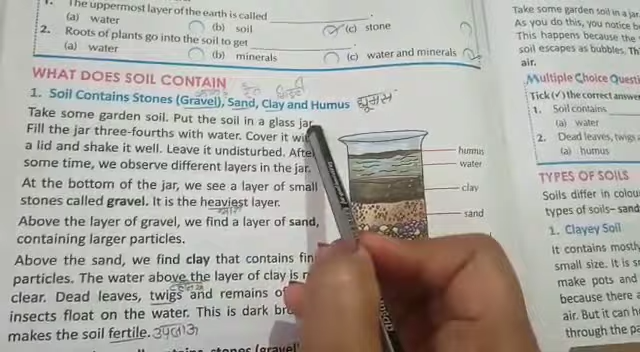 1. The uppermost layer of the earth is called
(a) water (b) soil (c) stone
2. Roots of plants go into the soil to get
(a) water (b) minerals (c) water and minerals
WHAT DOES SOIL CONTAIN
1. Soil Contains Stones (Gravel), Sand, Clay and Humus ह्यूमस
Take some garden soil. Put the soil in a glass jar.
Fill the jar three-fourths with water. Cover it wi
a lid and shake it well. Leave it undisturbed. Afte
some time, we observe different layers in the jar.
At the bottom of the jar, we see a layer of small
stones called gravel. It is the heaviest layer.
Above the layer of gravel, we find a layer of sand,
containing larger particles.
Above the sand, we find clay that contains fin
particles. The water above the layer of clay is n
clear. Dead leaves, twigs and remains o
insects float on the water. This is dark br
makes the soil fertile. उपजाऊ
humus
water
clay
sand
Take some garden soil in a jar.
As you do this, you notice b
This happens because the
soil escapes as bubbles. Th
air.
Multiple Choice Questi
Tick (✓) the correct answer
1. Soil contains
(a) water
2. Dead leaves, twigs a
(a) humus
TYPES OF SOILS
Soils differ in colou
types of soils– sand
1. Clayey Soil
It contains mostly
small size. It is s
make pots and
because there a
air. But it can h
through the pa